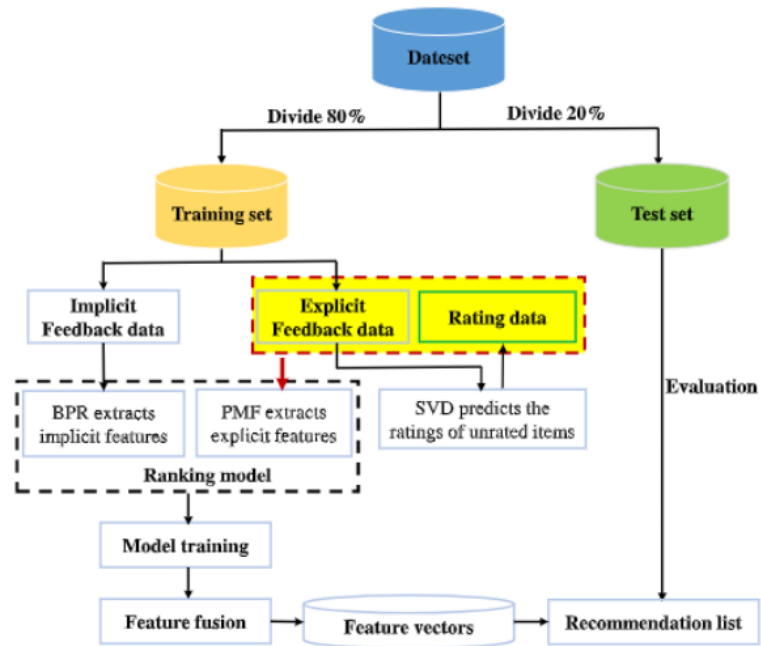 Dateset
Divide 80%
Divide 20%
Training set
Test set
Implicit
Feedback data
Explicit
Feedback data
Rating data
Evaluation
BPR extracts
implicit features
PMF extracts
explicit features
SVD predicts the
ratings of unrated items
Ranking model
Model training
Feature fusion
Feature vectors
Recommendation list